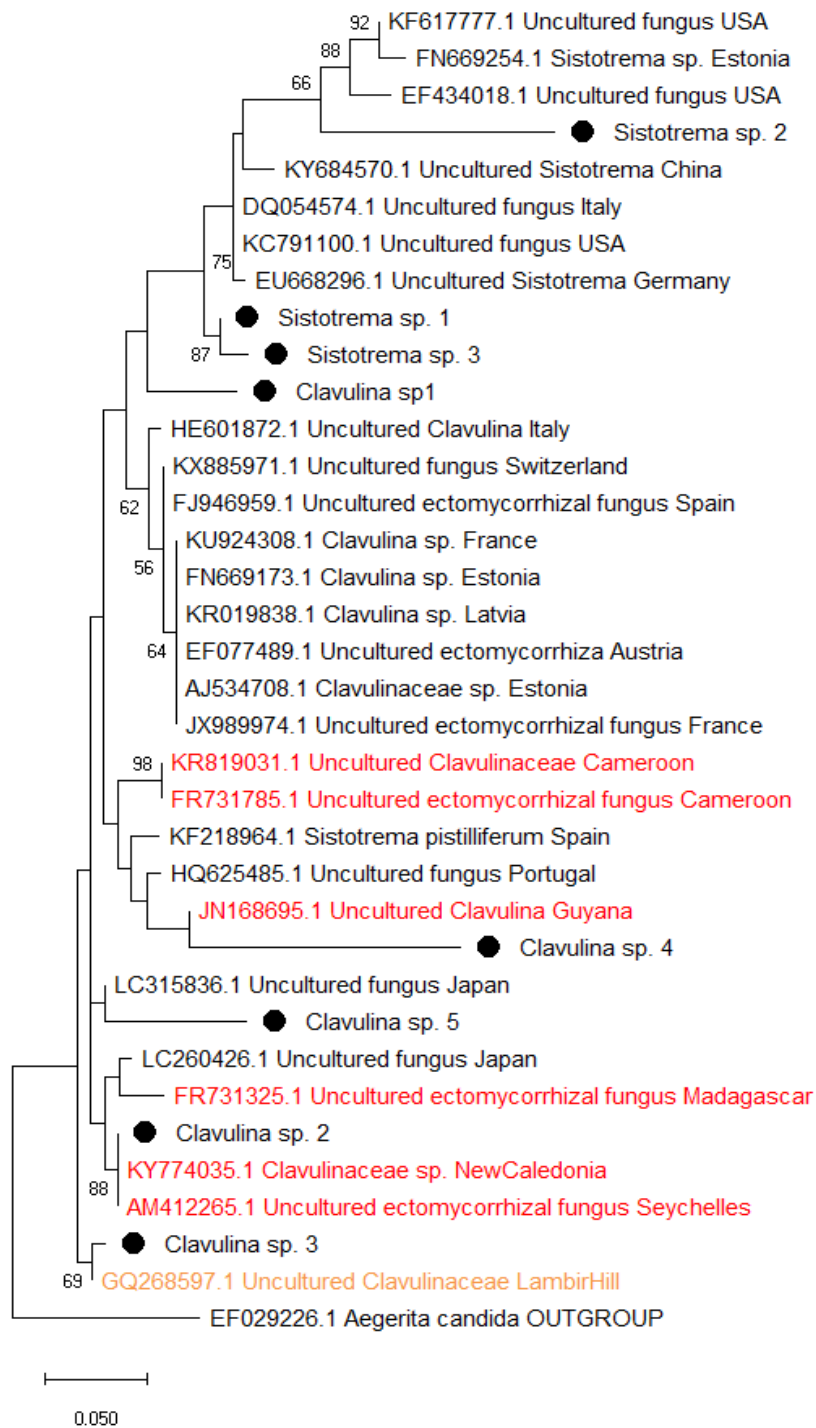 92
KF617777.1 Uncultured fungus USA
88
FN669254.1 Sistotrema sp. Estonia
66
EF434018.1 Uncultured fungus USA
Sistotrema sp. 2
KY684570.1 Uncultured Sistotrema China
DQ054574.1 Uncultured fungus Italy
KC791100.1 Uncultured fungus USA
75
EU668296.1 Uncultured Sistotrema Germany
Sistotrema sp. 1
87
Sistotrema sp. 3
Clavulina sp1
HE601872.1 Uncultured Clavulina Italy
KX885971.1 Uncultured fungus Switzerland
62
FJ946959.1 Uncultured ectomycorrhizal fungus Spain
KU924308.1 Clavulina sp. France
56
FN669173.1 Clavulina sp. Estonia
KR019838.1 Clavulina sp. Latvia
64
EF077489.1 Uncultured ectomycorrhiza Austria
AJ534708.1 Clavulinaceae sp. Estonia
JX989974.1 Uncultured ectomycorrhizal fungus France
98
KR819031.1 Uncultured Clavulinaceae Cameroon
FR731785.1 Uncultured ectomycorrhizal fungus Cameroon
KF218964.1 Sistotrema pistilliferum Spain
HQ625485.1 Uncultured fungus Portugal
JN168695.1 Uncultured Clavulina Guyana
Clavulina sp. 4
LC315836.1 Uncultured fungus Japan
Clavulina sp. 5
LC260426.1 Uncultured fungus Japan
FR731325.1 Uncultured ectomycorrhizal fungus Madagascar
Clavulina sp. 2
KY774035.1 Clavulinaceae sp. NewCaledonia
88
AM412265.1 Uncultured ectomycorrhizal fungus Seychelles
Clavulina sp. 3
69
GQ268597.1 Uncultured Clavulinaceae LambirHill
EF029226.1 Aegerita candida OUTGROUP
0.050